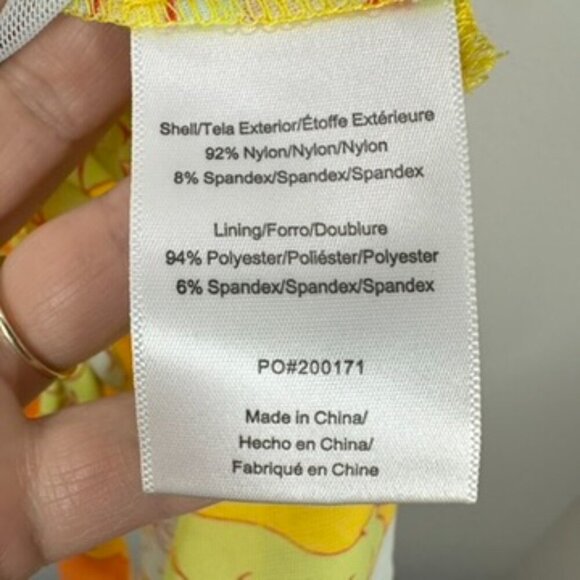 Shell/Tela Exterior/Étoffe Extérieure
92% Nylon/Nylon/Nylon
8% Spandex/Spandex/Spandex
Lining/Forro/Doublure
94% Polyester/Poliéster/Polyester
6% Spandex/Spandex/Spandex
PO#200171
Made in China/
Hecho en China/
Fabriqué en Chine